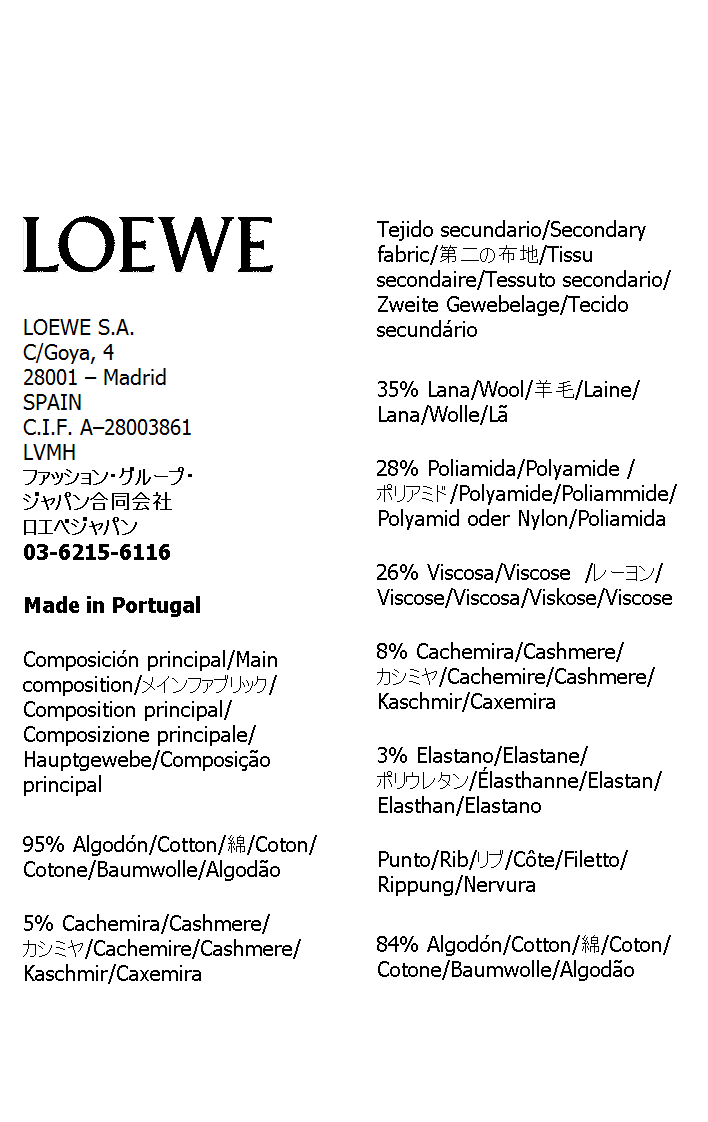 LOEWE
LOEWE S.A.
C/Goya, 4
28001 – Madrid
SPAIN
C.I.F. A–28003861
LVMH
ファッション・グループ・
ジャパン合同会社
ロエベジャパン
03-6215-6116
Made in Portugal
Composición principal/Main
composition/メインファブリック/
Composition principal/
Composizione principale/
Hauptgewebe/Composição
principal
95% Algodón/Cotton/綿/Coton/
Cotone/Baumwolle/Algodão
5% Cachemira/Cashmere/
カシミヤ/Cachemire/Cashmere/
Kaschmir/Caxemira
Tejido secundario/Secondary
fabric/第二の布地/Tissu
secondaire/Tessuto secondario/
Zweite Gewebelage/Tecido
secundário
35% Lana/Wool/羊毛/Laine/
Lana/Wolle/Lã
28% Poliamida/Polyamide /
ポリアミド/Polyamide/Poliammide/
Polyamid oder Nylon/Poliamida
26% Viscosa/Viscose  /レーヨン/
Viscose/Viscosa/Viskose/Viscose
8% Cachemira/Cashmere/
カシミヤ/Cachemire/Cashmere/
Kaschmir/Caxemira
3% Elastano/Elastane/
ポリウレタン/Élasthanne/Elastan/
Elasthan/Elastano
Punto/Rib/リブ/Côte/Filetto/
Rippung/Nervura
84% Algodón/Cotton/綿/Coton/
Cotone/Baumwolle/Algodão